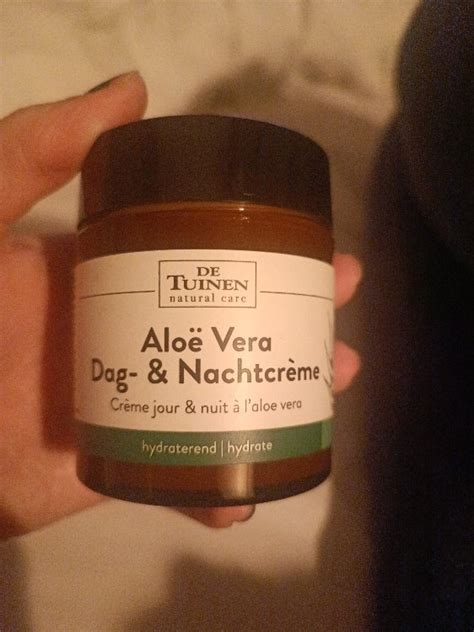 DE
TUINEN
natural care
Aloë Vera
Dag- & Nachtcrème
Crème jour & nuit à l'aloe vera
hydraterend | hydrate